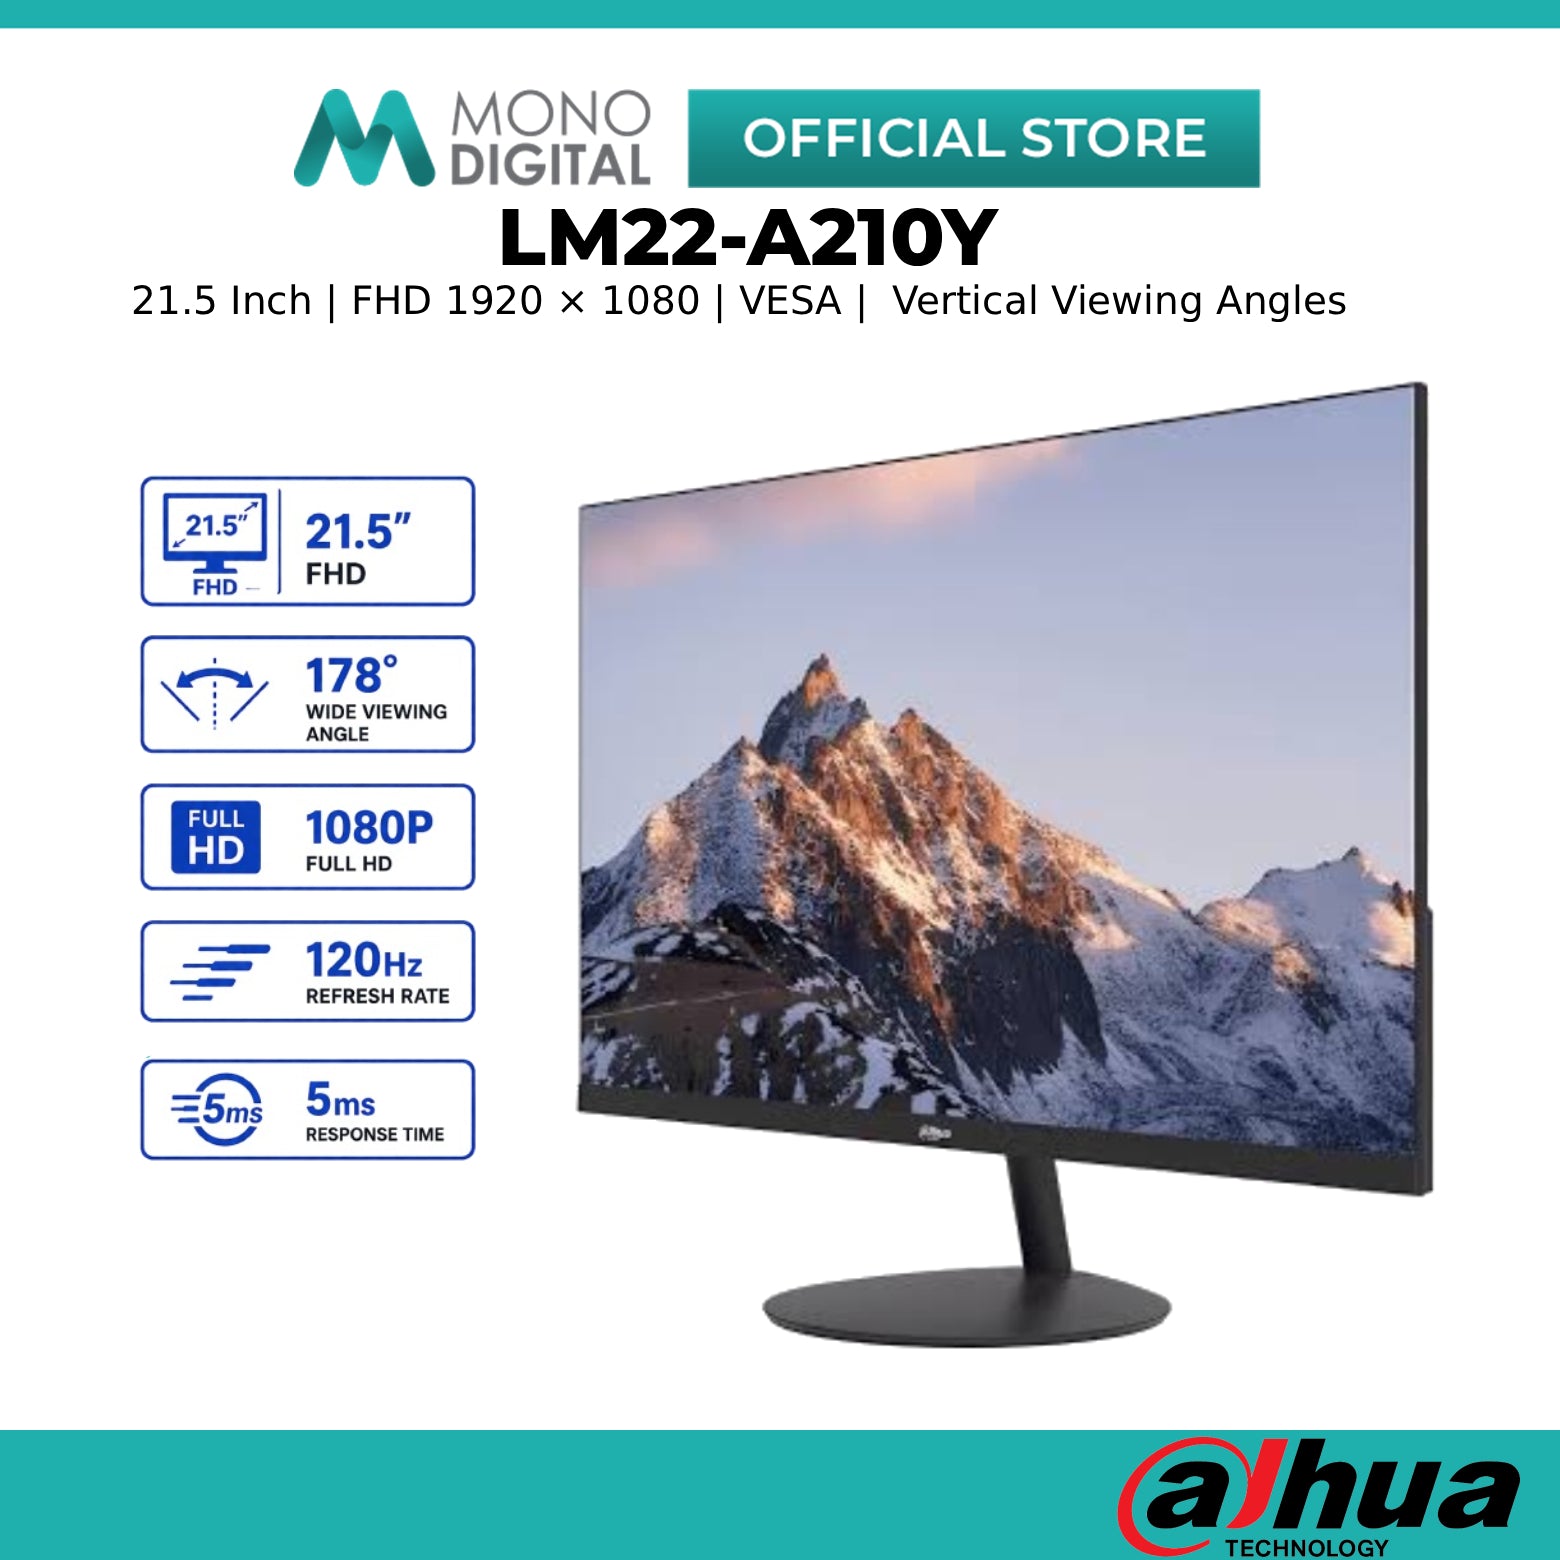 MONO
DIGITAL
OFFICIAL STORE
LM22-A210Y
21.5 Inch | FHD 1920 × 1080 | VESA | Vertical Viewing Angles
21.5”
FHD
21.5”
FHD
178°
WIDE VIEWING
ANGLE
FULL
HD
1080P
FULL HD
120Hz
REFRESH RATE
5ms
5ms
RESPONSE TIME
alhua
alhua
TECHNOLOGY